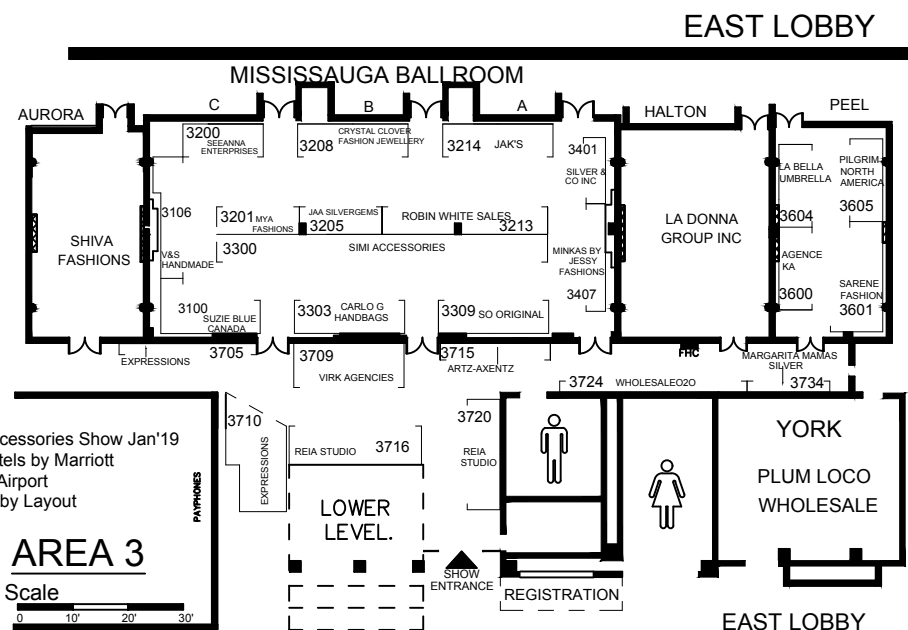 EAST LOBBY
MISSISSAUGA BALLROOM
AURORA
C
B
A
HALTON
PEEL
3200
SEEANNA
ENTERPRISES
3208
CRYSTAL CLOVER
FASHION JEWELLERY
3214
JAK'S
3401
SILVER &
CO INC
LA BELLA
UMBRELLA
PILGRIM
NORTH
AMERICA
3106
3201
MYA
FASHIONS
JAA SILVERGEMS
3205
ROBIN WHITE SALES
3213
3604
3605
SHIVA
FASHIONS
LA DONNA
GROUP INC
3300
SIMI ACCESSORIES
V&S
HANDMADE
MINKAS BY
JESSY
FASHIONS
AGENCE
KA
3100
SUZIE BLUE
CANADA
3303
CARLO G
HANDBAGS
3309
SO ORIGINAL
3407
3600
SARENE
FASHION
3601
EXPRESSIONS
3705
3709
VIRK AGENCIES
3715
ARTZ-AXENTZ
FHC
MARGARITA MAMAS
SILVER
3724
WHOLESALEO2O
3734
3710
EXPRESSIONS
REIA STUDIO
3716
3720
REIA
STUDIO
YORK
PLUM LOCO
WHOLESALE
ccessories Show Jan'19
tels by Marriott
Airport
by Layout
PAYPHONES
AREA 3
Scale
0
10'
20'
30'
LOWER
LEVEL.
SHOW
ENTRANCE
REGISTRATION
EAST LOBBY